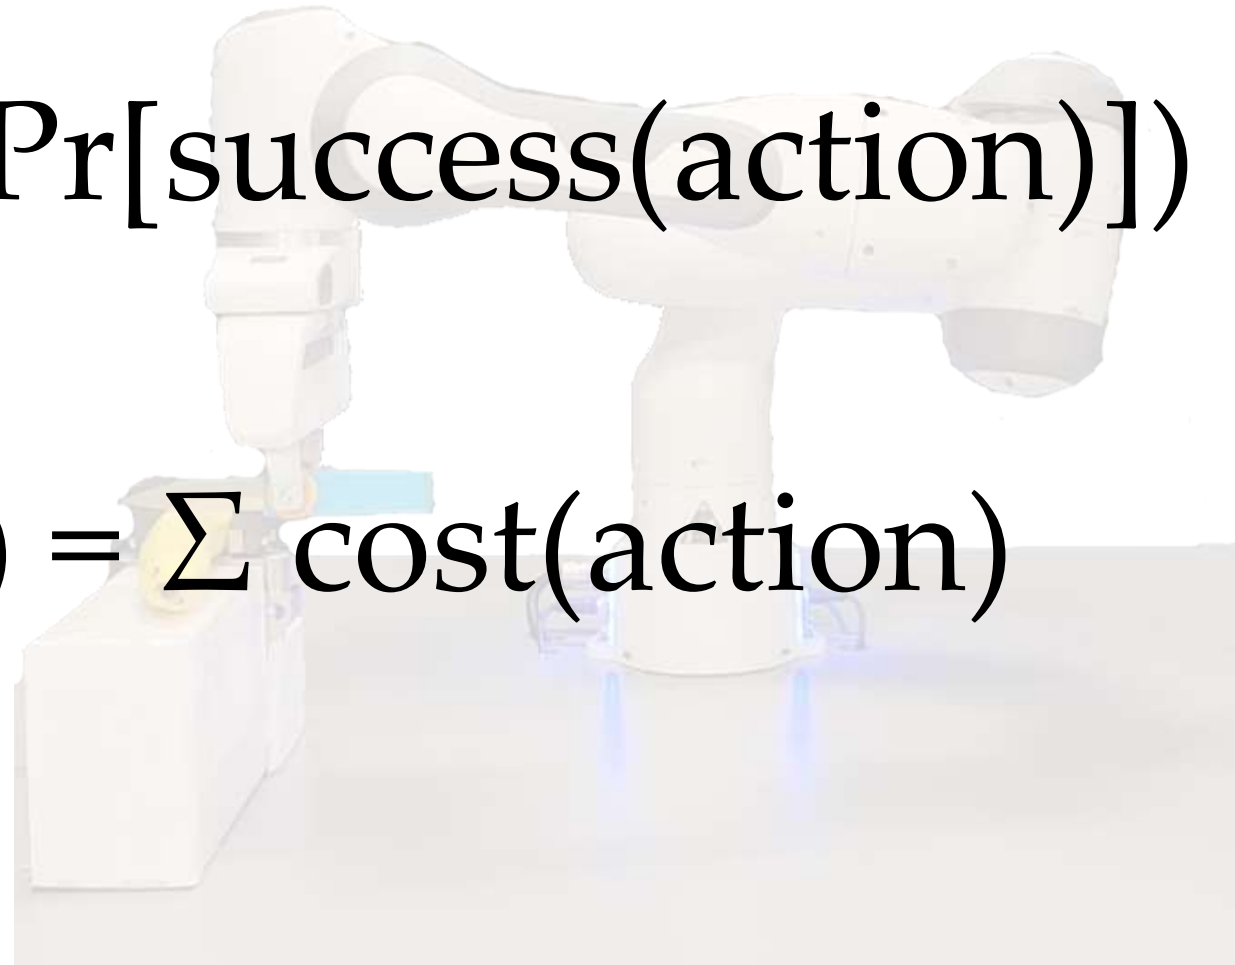 Pr[success(action)])
) = Σ cost(action)